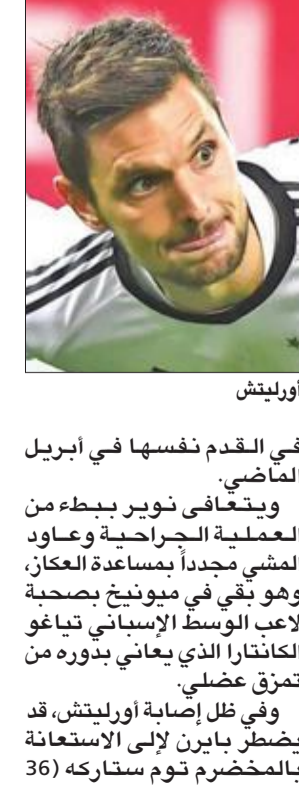 أورليتش
في القدم نفسها في أبريل
الماضي.
ويتعافى نوير ببطء من
العملية الجراحية وعاود
المشي مجدداً بمساعدة العكاز،
وهو بقي في ميونيخ بصحبة
لاعب الوسط الإسباني تياغو
الكانتارا الذي يعاني بدوره من
تمزق عضلي.
وفي ظل إصابة أورليتش، قد
يضطر بايرن لإلى الاستعانة
بالمخضرم توم ستاركه (36